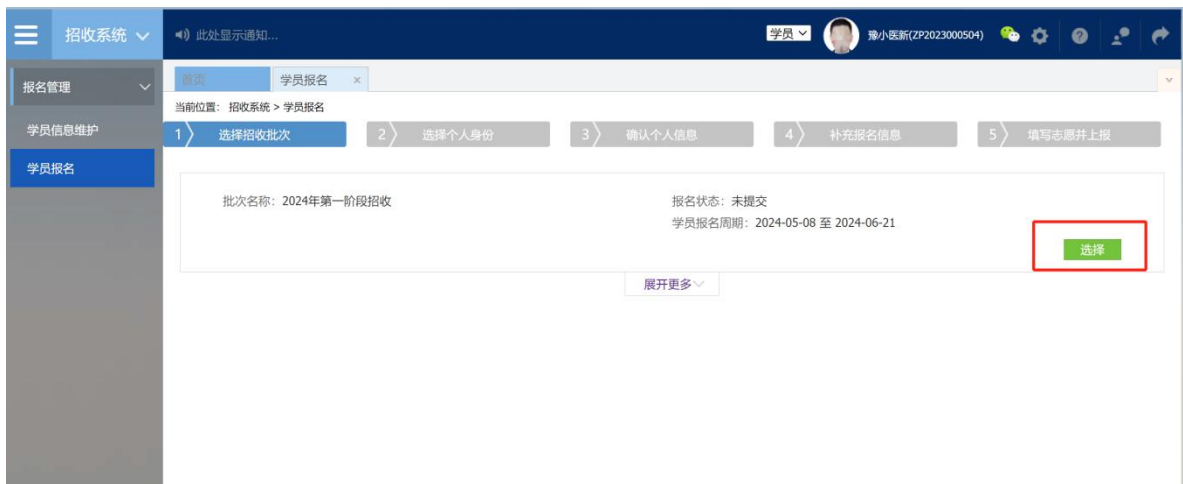 招收系统
此处显示通知...
学员
豫小医新(ZP2023000504)
报名管理
首页
学员报名 ×
当前位置： 招收系统 > 学员报名
学员信息维护
学员报名
1 选择招收批次
2 选择个人身份
3 确认个人信息
4 补充报名信息
5 填写志愿并上报
批次名称： 2024年第一阶段招收
报名状态： 未提交
学员报名周期： 2024-05-08 至 2024-06-21
选择
展开更多